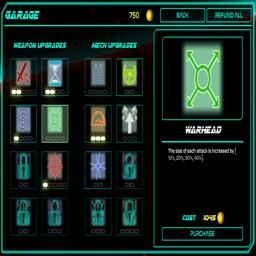 GARAGE
750
BACK
REFUND ALL
WEAPON UPGRADES
MECH UPGRADES
WARHEAD
The size of each attack is increased by [
10%, 20%, 30%, 40%]
COST 1045
PURCHASE